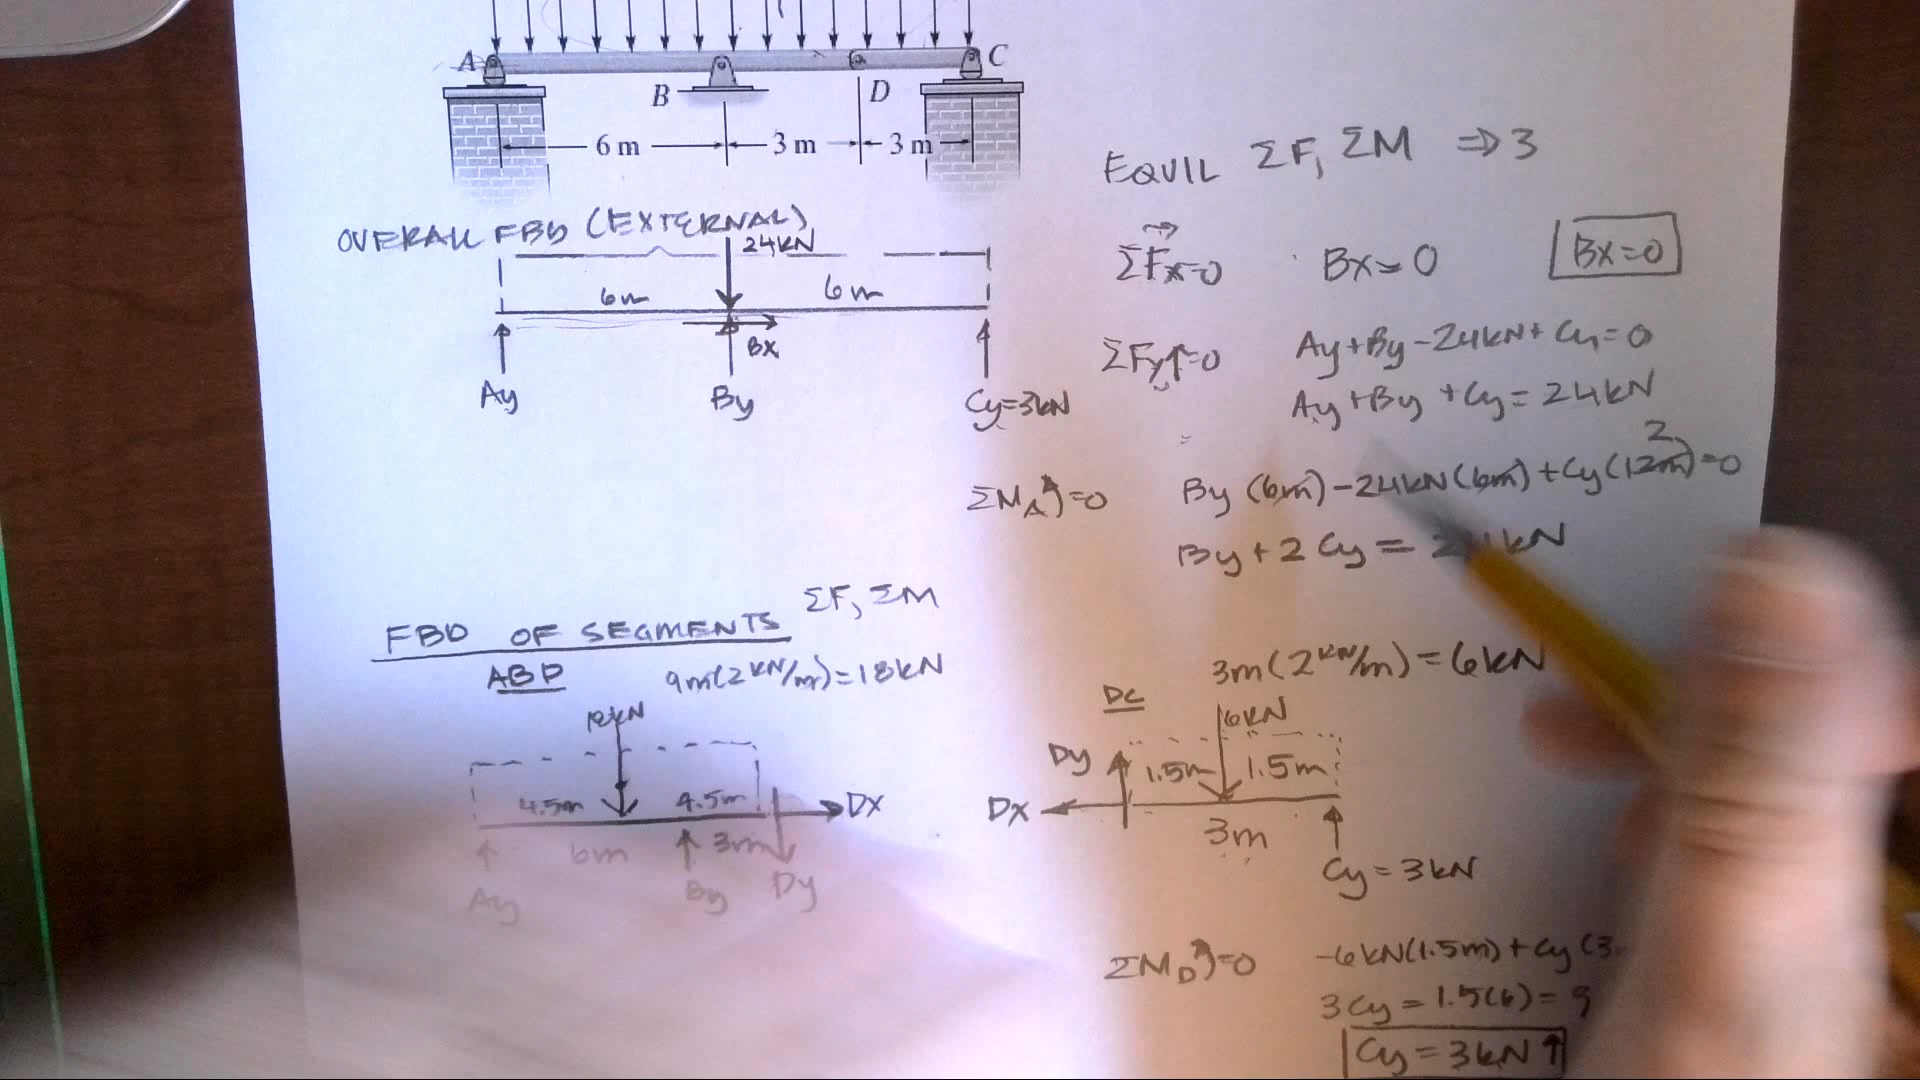 A
C
B
D
6 m
3 m
3 m
EQUIL ΣF, ΣM ⇒ 3
OVERALL FBD (EXTERNAL)
24kN
6m
6m
Bx
Ay
By
Cy=3kN
ΣFx=0
Bx=0
Bx=0
ΣFy↑=0
Ay+By-24kN+Cy=0
Ay+By+Cy=24kN
2
ΣMA=0
By(6m)-24kN(6m)+Cy(12m)=0
By+2Cy= kN
FBD OF SEGMENTS
ΣF, ΣM
ABD
9m(2kN/m)=18kN
18kN
4.5m
4.5m
Dx
6m
3m
Ay
By
Dy
3m(2kN/m)=6kN
DC
6kN
Dy
1.5m
1.5m
Dx
3m
Cy=3kN
ΣMD=0
-6kN(1.5m)+Cy(3
3Cy=1.5(6)=9
Cy=3kN↑